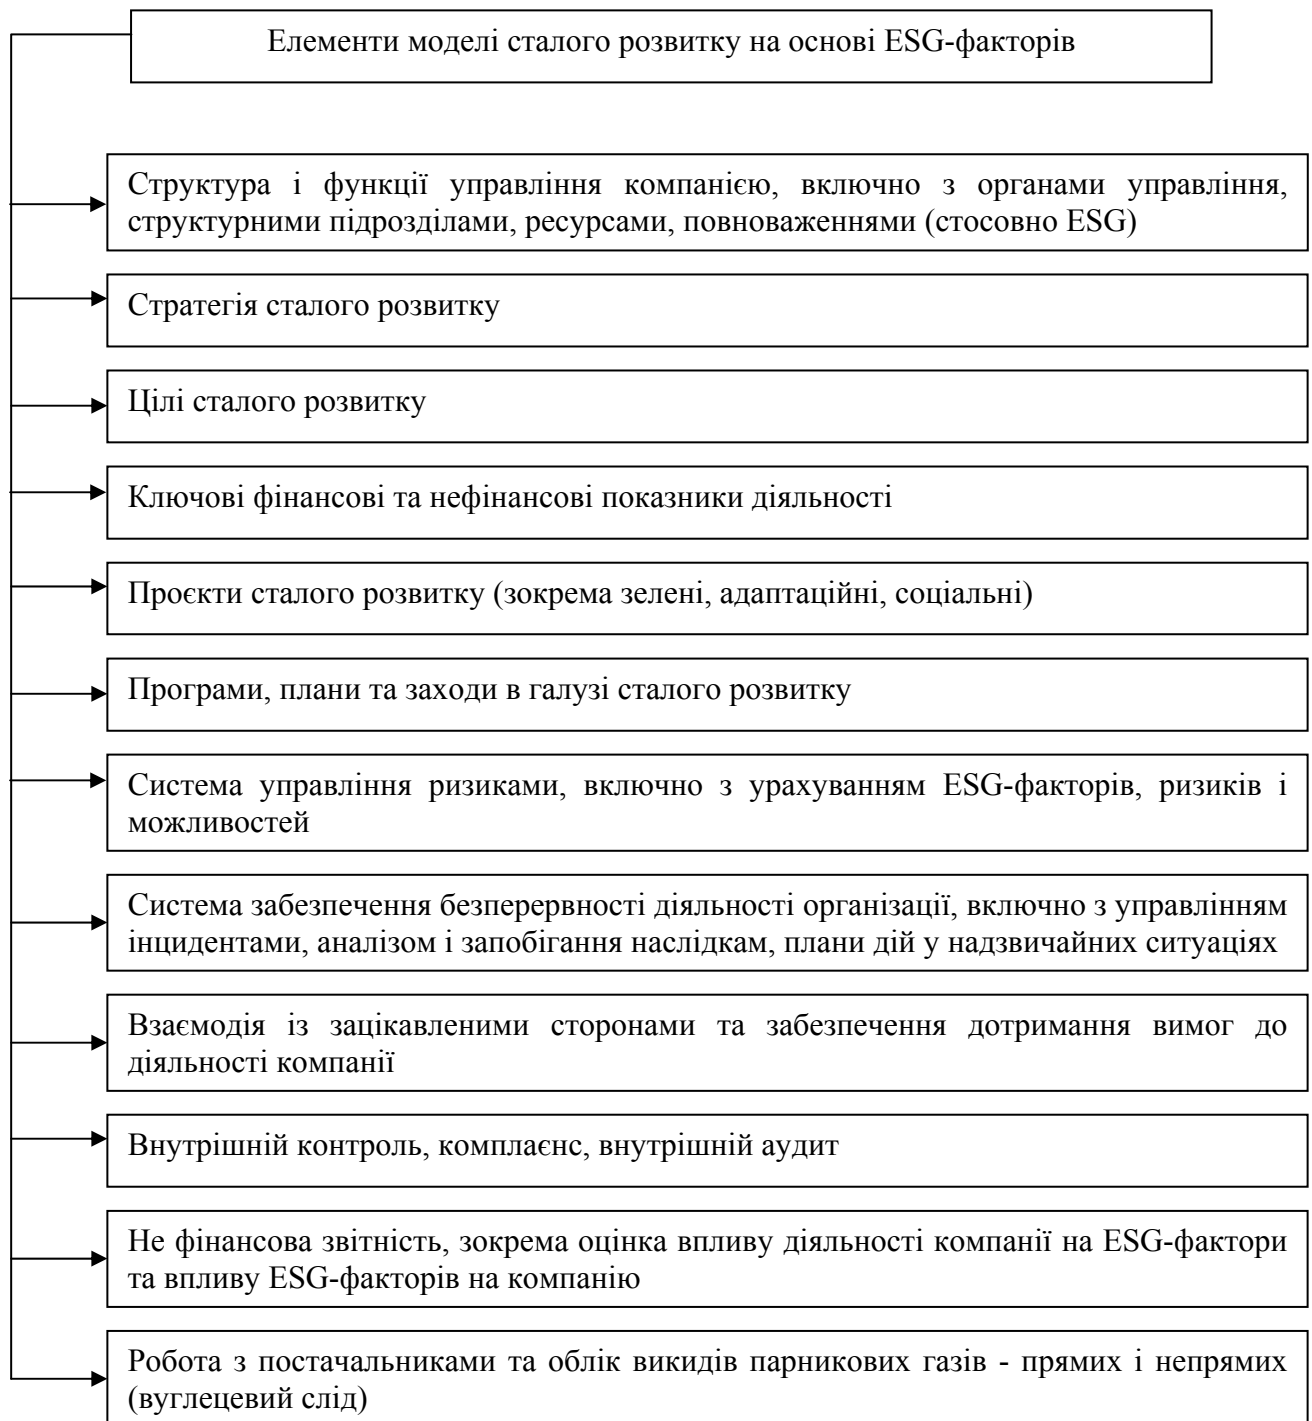 Елементи моделі сталого розвитку на основі ESG-факторів
Структура і функції управління компанією, включно з органами управління,
структурними підрозділами, ресурсами, повноваженнями (стосовно ESG)
Стратегія сталого розвитку
Цілі сталого розвитку
Ключові фінансові та нефінансові показники діяльності
Проєкти сталого розвитку (зокрема зелені, адаптаційні, соціальні)
Програми, плани та заходи в галузі сталого розвитку
Система управління ризиками, включно з урахуванням ESG-факторів, ризиків і
можливостей
Система забезпечення безперервності діяльності організації, включно з управлінням
інцидентами, аналізом і запобігання наслідкам, плани дій у надзвичайних ситуаціях
Взаємодія із зацікавленими сторонами та забезпечення дотримання вимог до
діяльності компанії
Внутрішній контроль, комплаєнс, внутрішній аудит
Не фінансова звітність, зокрема оцінка впливу діяльності компанії на ESG-фактори
та впливу ESG-факторів на компанію
Робота з постачальниками та облік викидів парникових газів - прямих і непрямих
(вуглецевий слід)